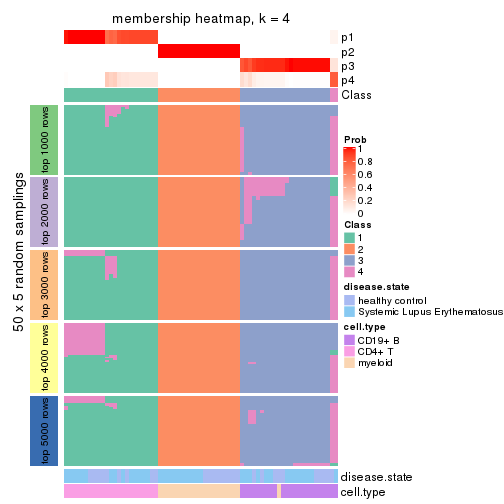 membership heatmap, k = 4
p1
p2
p3
p4
Class
50 x 5 random samplings
top 1000 rows
top 2000 rows
top 3000 rows
top 4000 rows
top 5000 rows
Prob
1
0.8
0.6
0.4
0.2
0
Class
1
2
3
4
disease.state
healthy control
Systemic Lupus Erythematosus
cell.type
CD19+ B
CD4+ T
myeloid
disease.state
cell.type